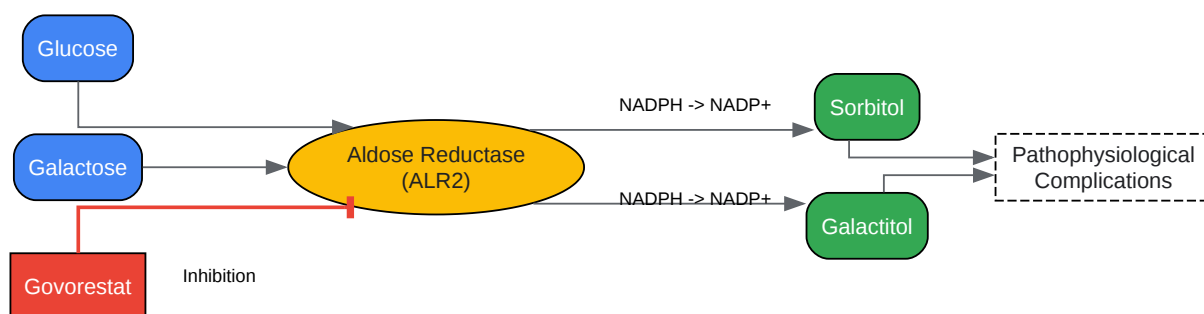 Glucose
NADPH -> NADP+
Sorbitol
Galactose
Aldose Reductase
(ALR2)
Pathophysiological
Complications
NADPH -> NADP+
Galactitol
Govorestat
Inhibition